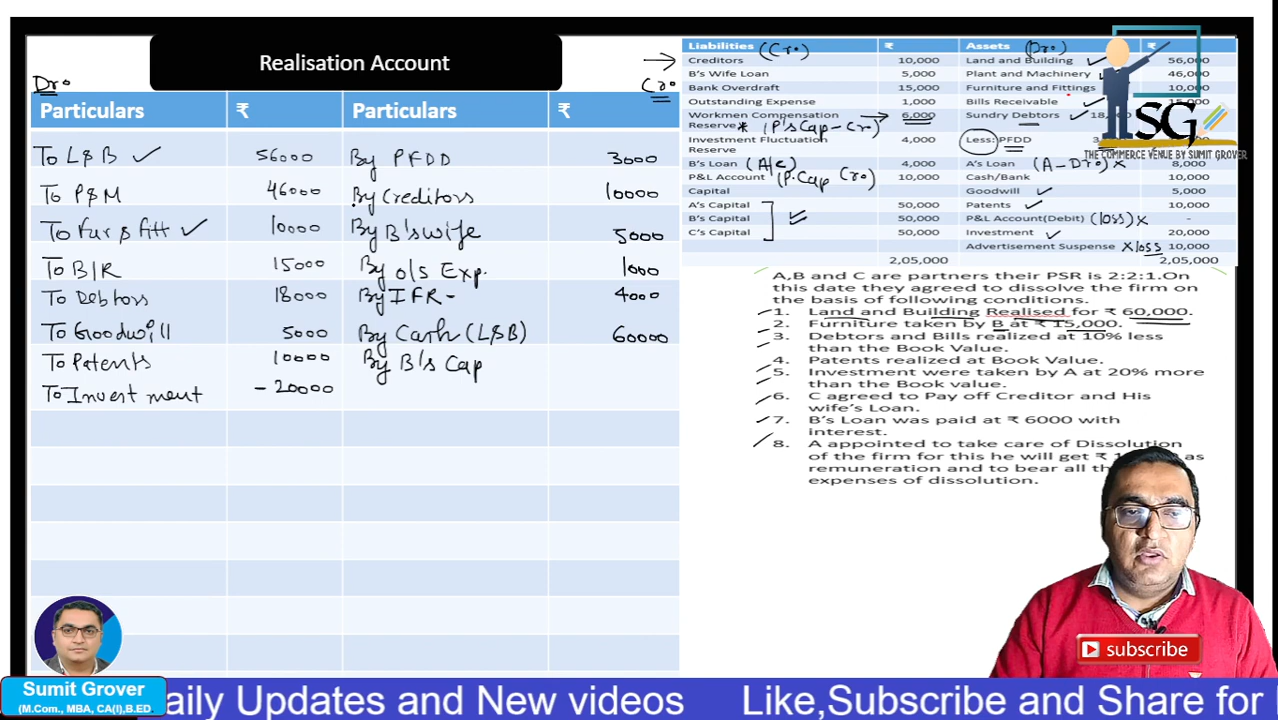 Realisation Account
Dr.
Cr.
Particulars ₹ Particulars ₹
To L&B ✓ 56000 By PFDD 3000
To P&M 46000 By Creditors 10000
To Fur & fitt ✓ 10000 By B's wife 5000
To B/R 15000 By O/s Exp. 1000
To Debtors 18000 By IFR - 4000
To Goodwill 5000 By Cash (L&B) 60000
To Patents 10000 By B's Cap
To Investment - 20000
Liabilities (Cr.) ₹ Assets (Dr.) ₹
Creditors 10,000 Land and Building ✓ 56,000
B's Wife Loan 5,000 Plant and Machinery 46,000
Bank Overdraft 15,000 Furniture and Fittings 10,000
Outstanding Expense 1,000 Bills Receivable ✓ 15,000
Workmen Compensation 6,000 Sundry Debtors ✓
Reserve * (P's Cap - Cr)
Investment Fluctuation 4,000 Less: PFDD
Reserve
B's Loan (A/c) 4,000 A's Loan (A - Dr.) × 8,000
P&L Account (P. Cap Cr.) 10,000 Cash/Bank 10,000
Capital Goodwill ✓ 5,000
A's Capital 50,000 Patents ✓ 10,000
B's Capital 50,000 P&L Account(Debit) (loss) × -
C's Capital 50,000 Investment ✓ 20,000
Advertisement Suspense × loss 10,000
2,05,000 2,05,000
SG
THE COMMERCE VENUE BY SUMIT GROVER
A,B and C are partners their PSR is 2:2:1.On
this date they agreed to dissolve the firm on
the basis of following conditions.
1. Land and Building Realised for ₹ 60,000.
2. Furniture taken by B at ₹ 15,000.
3. Debtors and Bills realized at 10% less
than the Book Value.
4. Patents realized at Book Value.
5. Investment were taken by A at 20% more
than the Book value.
6. C agreed to Pay off Creditor and His
wife's Loan.
7. B's Loan was paid at ₹ 6000 with
interest.
8. A appointed to take care of Dissolution
of the firm for this he will get ₹ as
remuneration and to bear all
expenses of dissolution.
subscribe
Sumit Grover
(M.Com., MBA, CA(I),B.ED
aily Updates and New videos Like,Subscribe and Share for